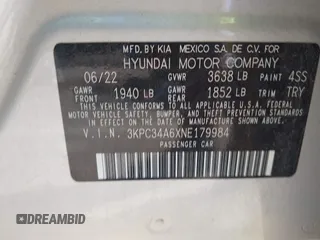 MFD. BY KIA MEXICO S.A. DE C.V. FOR
HYUNDAI MOTOR COMPANY
06/22 GVWR 3638 LB PAINT 4SS
GAWR FRONT 1940 LB GAWR REAR 1852 LB TRIM TRY
THIS VEHICLE CONFORMS TO ALL APPLICABLE U.S. FEDERAL
MOTOR VEHICLE SAFETY, BUMPER, AND THEFT PREVENTION
STANDARDS IN EFFECT ON THE DATE OF MANUFACTURE SHOWN ABOVE.
V.I.N. 3KPC34A6XNE179984
PASSENGER CAR
DREAMBID